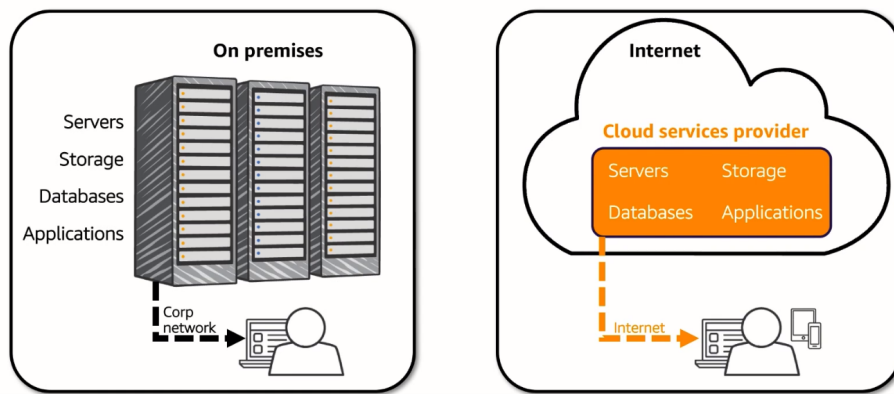 On premises
Servers
Storage
Databases
Applications
Corp
network
Internet
Cloud services provider
Servers Storage
Databases Applications
Internet